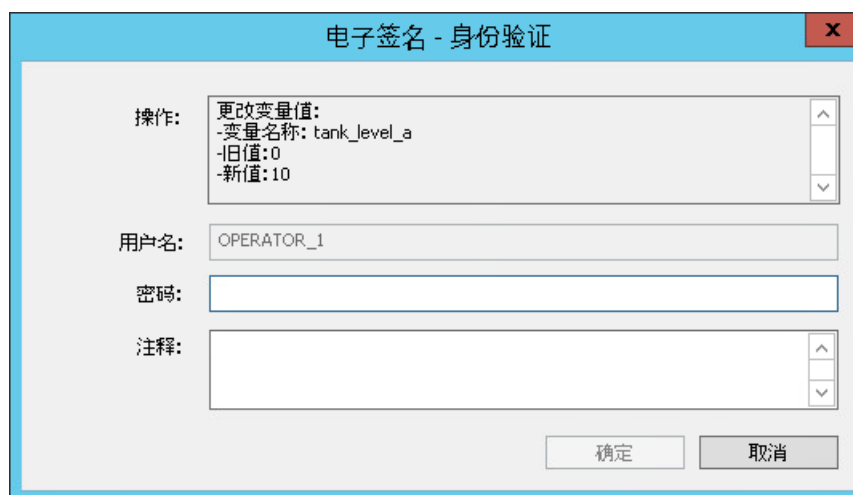 电子签名 - 身份验证
x
操作:
更改变量值:
-变量名称: tank_level_a
-旧值:0
-新值:10
用户名:
OPERATOR_1
密码:
注释:
确定
取消